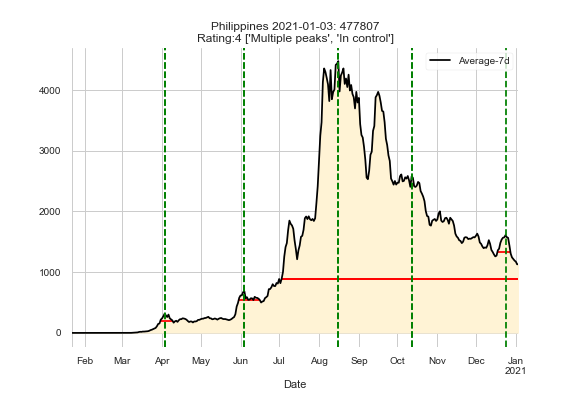 Philippines 2021-01-03: 477807
Rating:4 ['Multiple peaks', 'In control']
Average-7d
4000
3000
2000
1000
0
Feb Mar Apr May Jun Jul Aug Sep Oct Nov Dec Jan
2021
Date